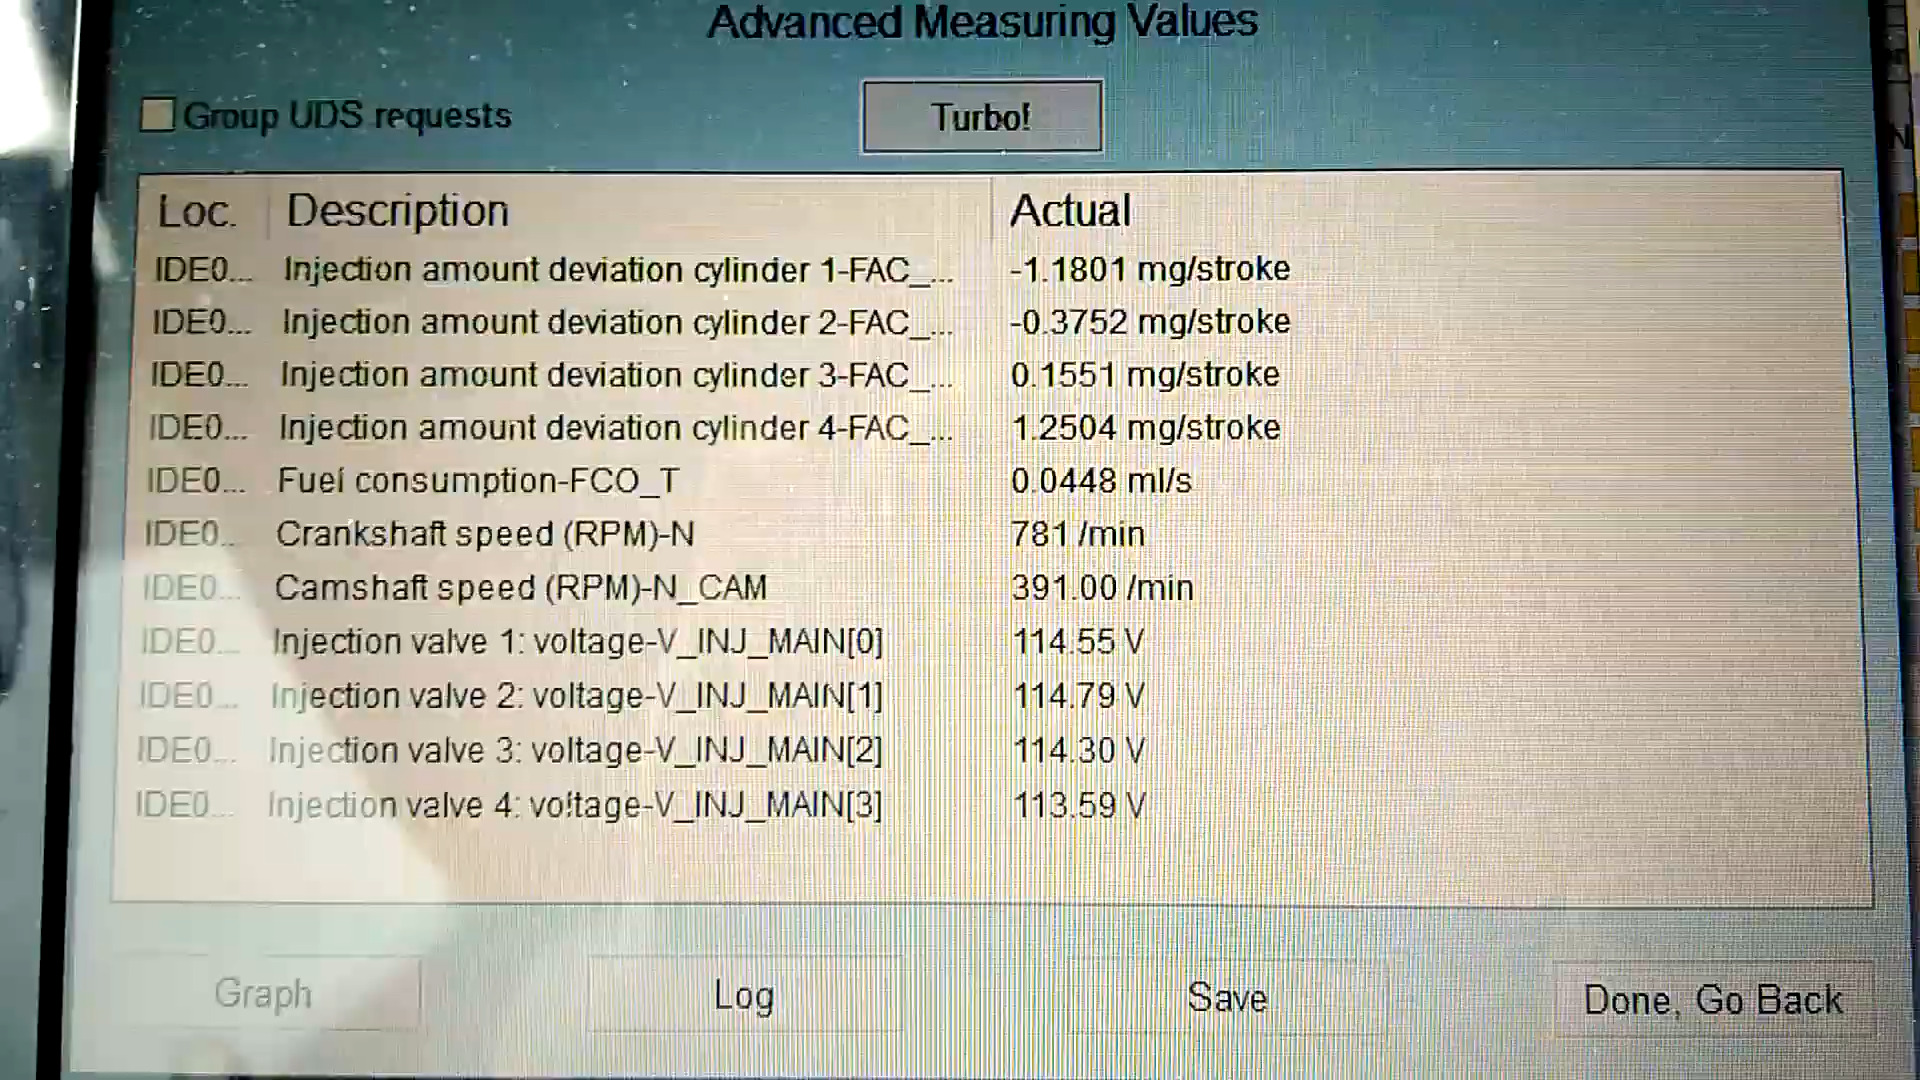 Advanced Measuring Values
Group UDS requests
Turbo!
Loc. Description Actual
IDE0... Injection amount deviation cylinder 1-FAC_... -1.1801 mg/stroke
IDE0... Injection amount deviation cylinder 2-FAC_... -0.3752 mg/stroke
IDE0... Injection amount deviation cylinder 3-FAC_... 0.1551 mg/stroke
IDE0... Injection amount deviation cylinder 4-FAC_... 1.2504 mg/stroke
IDE0... Fuel consumption-FCO_T 0.0448 ml/s
IDE0... Crankshaft speed (RPM)-N 781 /min
IDE0... Camshaft speed (RPM)-N_CAM 391.00 /min
IDE0... Injection valve 1: voltage-V_INJ_MAIN[0] 114.55 V
IDE0... Injection valve 2: voltage-V_INJ_MAIN[1] 114.79 V
IDE0... Injection valve 3: voltage-V_INJ_MAIN[2] 114.30 V
IDE0... Injection valve 4: voltage-V_INJ_MAIN[3] 113.59 V
Graph Log Save Done, Go Back